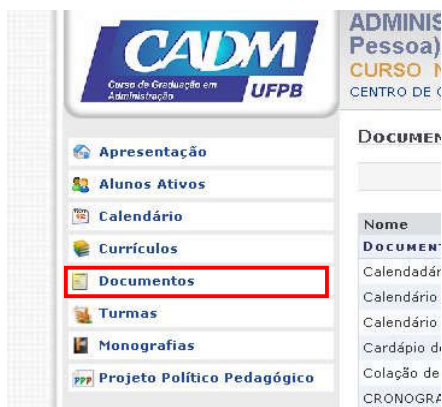 CADM
Curso de Graduação em
Administração
UFPB
Apresentação
Alunos Ativos
Calendário
Currículos
Documentos
Turmas
Monografias
PPP Projeto Político Pedagógico
ADMINIS
Pessoa)
CURSO N
CENTRO DE
DOCUMEN
Nome
DOCUMENT
Calendadár
Calendário
Calendário
Cardápio de
Colação de
CRONOGRA